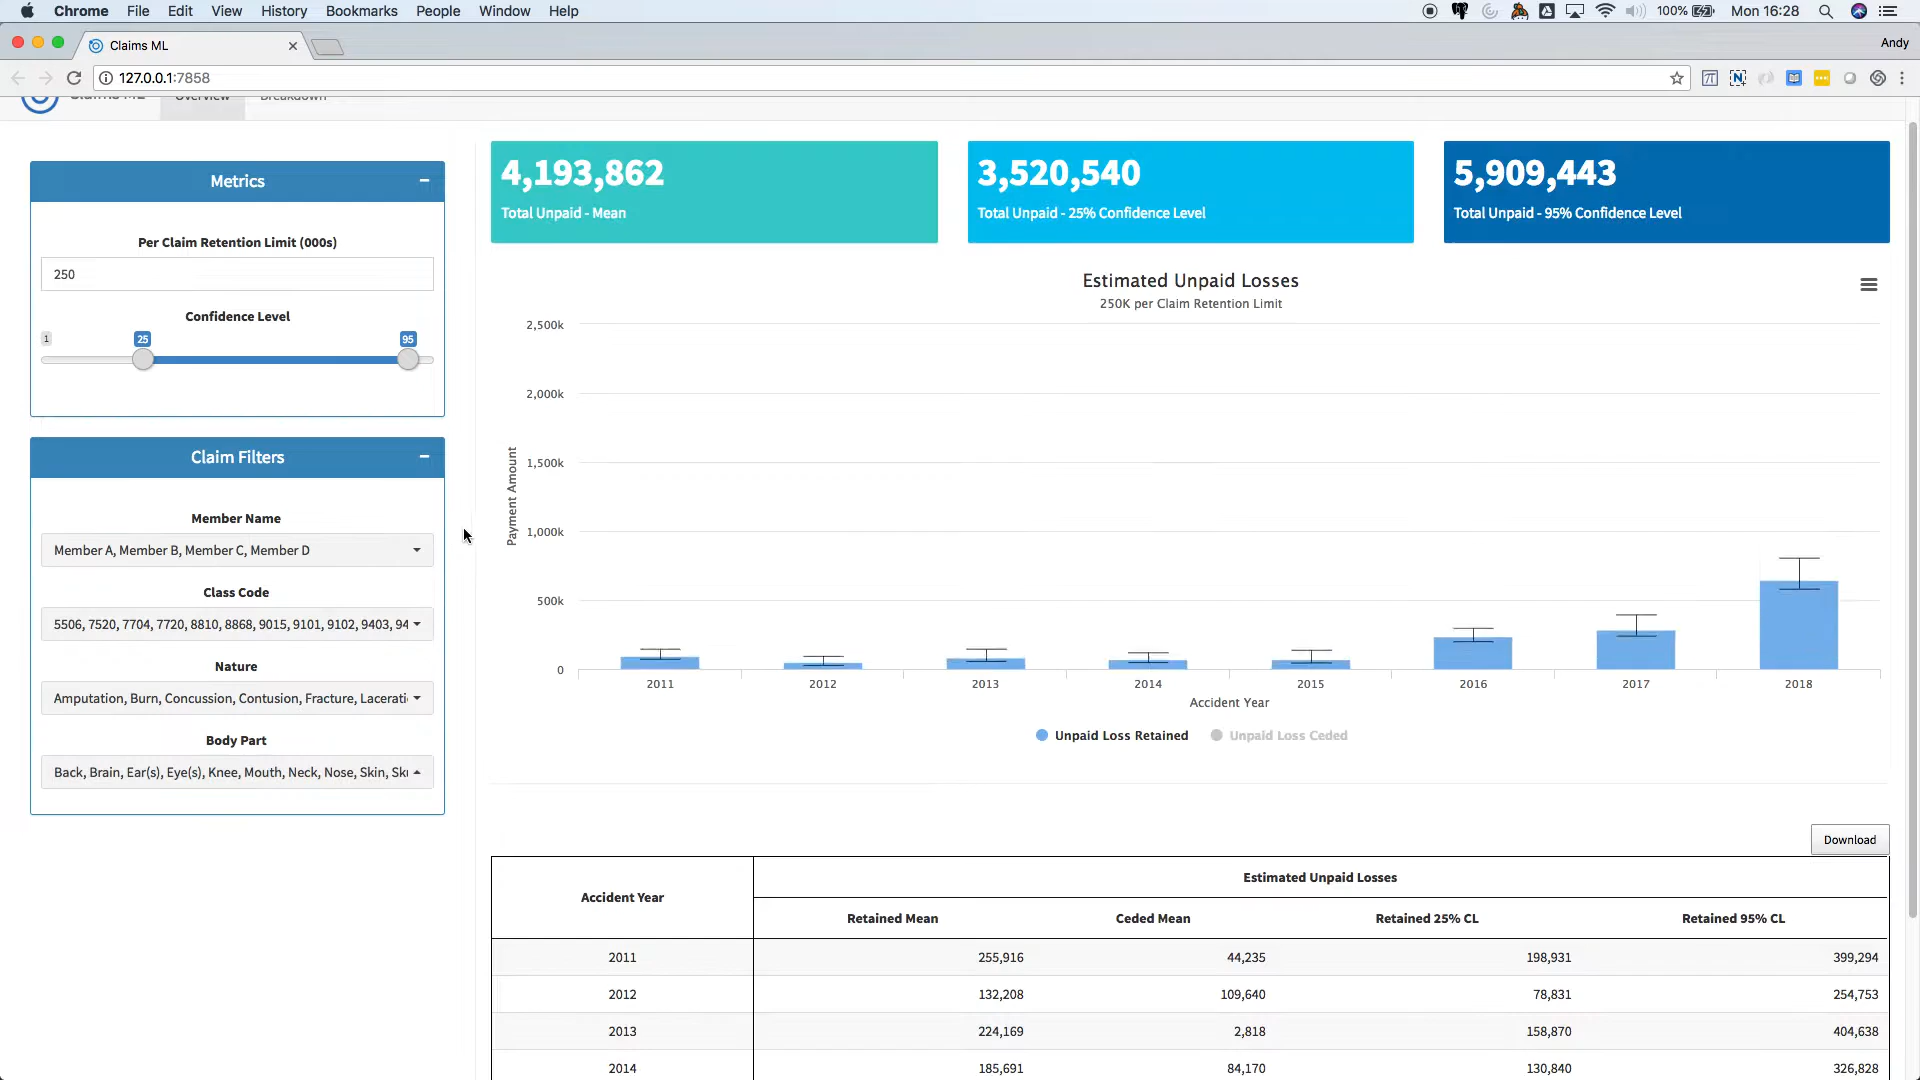 Chrome File Edit View History Bookmarks People Window Help 100% Mon 16:28
Claims ML
Andy
127.0.0.1:7858
Claims ML Overview Breakdown
Metrics
Per Claim Retention Limit (000s)
250
Confidence Level
1 25 95
Claim Filters
Member Name
Member A, Member B, Member C, Member D
Class Code
5506, 7520, 7704, 7720, 8810, 8868, 9015, 9101, 9102, 9403, 94
Nature
Amputation, Burn, Concussion, Contusion, Fracture, Lacerati
Body Part
Back, Brain, Ear(s), Eye(s), Knee, Mouth, Neck, Nose, Skin, Sku
4,193,862
Total Unpaid - Mean
3,520,540
Total Unpaid - 25% Confidence Level
5,909,443
Total Unpaid - 95% Confidence Level
Estimated Unpaid Losses
250K per Claim Retention Limit
Payment Amount
2,500k
2,000k
1,500k
1,000k
500k
0
2011 2012 2013 2014 2015 2016 2017 2018
Accident Year
Unpaid Loss Retained Unpaid Loss Ceded
Download
Accident Year Estimated Unpaid Losses
Retained Mean Ceded Mean Retained 25% CL Retained 95% CL
2011 255,916 44,235 198,931 399,294
2012 132,208 109,640 78,831 254,753
2013 224,169 2,818 158,870 404,638
2014 185,691 84,170 130,840 326,828